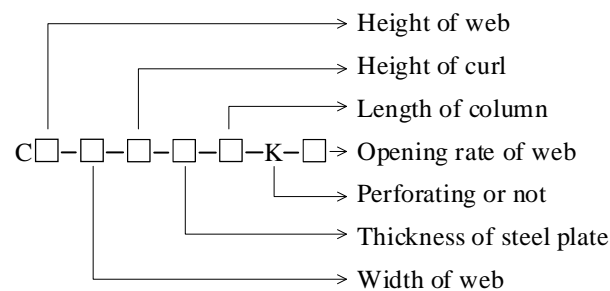 Height of web
Height of curl
Length of column
C□-□-□-□-□-K-□ Opening rate of web
Perforating or not
Thickness of steel plate
Width of web